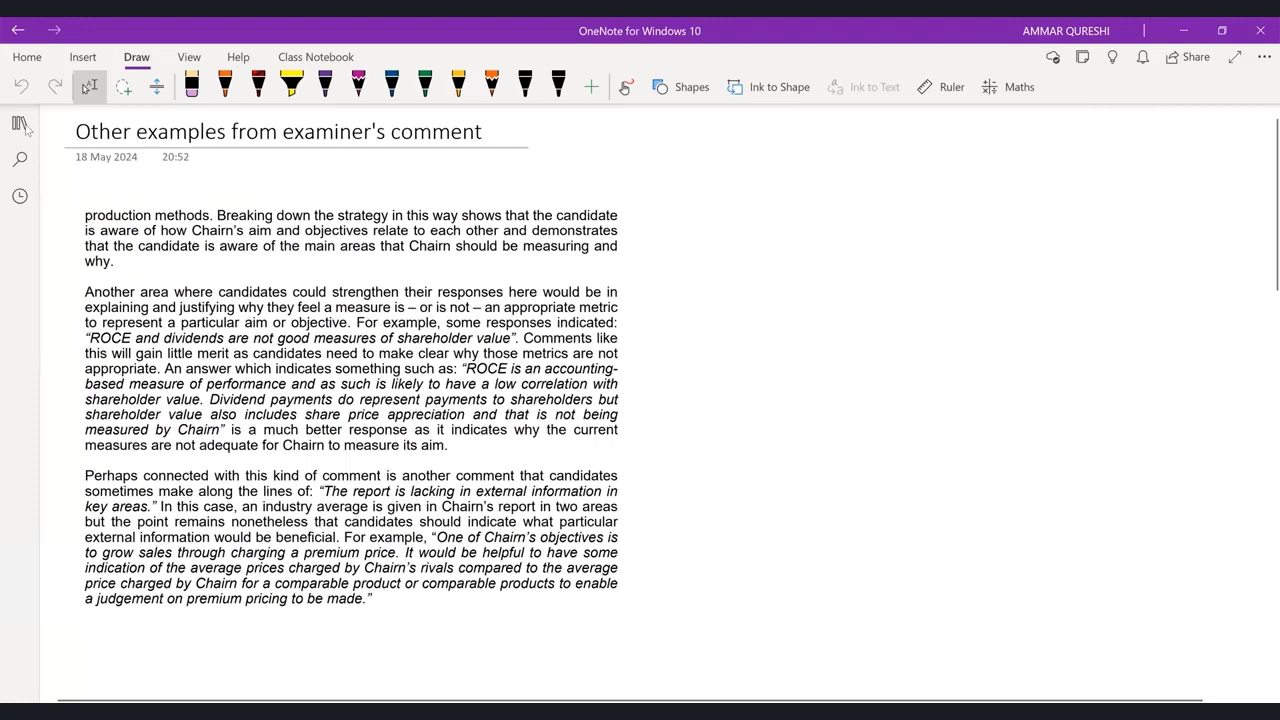 OneNote for Windows 10
AMMAR QURESHI
Home Insert Draw View Help Class Notebook
Share
Shapes Ink to Shape Ink to Text Ruler Maths
Other examples from examiner's comment
18 May 2024 20:52
production methods. Breaking down the strategy in this way shows that the candidate
is aware of how Chairn's aim and objectives relate to each other and demonstrates
that the candidate is aware of the main areas that Chairn should be measuring and
why.
Another area where candidates could strengthen their responses here would be in
explaining and justifying why they feel a measure is – or is not – an appropriate metric
to represent a particular aim or objective. For example, some responses indicated:
“ROCE and dividends are not good measures of shareholder value”. Comments like
this will gain little merit as candidates need to make clear why those metrics are not
appropriate. An answer which indicates something such as: “ROCE is an accounting-
based measure of performance and as such is likely to have a low correlation with
shareholder value. Dividend payments do represent payments to shareholders but
shareholder value also includes share price appreciation and that is not being
measured by Chairn” is a much better response as it indicates why the current
measures are not adequate for Chairn to measure its aim.
Perhaps connected with this kind of comment is another comment that candidates
sometimes make along the lines of: “The report is lacking in external information in
key areas.” In this case, an industry average is given in Chairn's report in two areas
but the point remains nonetheless that candidates should indicate what particular
external information would be beneficial. For example, “One of Chairn's objectives is
to grow sales through charging a premium price. It would be helpful to have some
indication of the average prices charged by Chairn's rivals compared to the average
price charged by Chairn for a comparable product or comparable products to enable
a judgement on premium pricing to be made.”